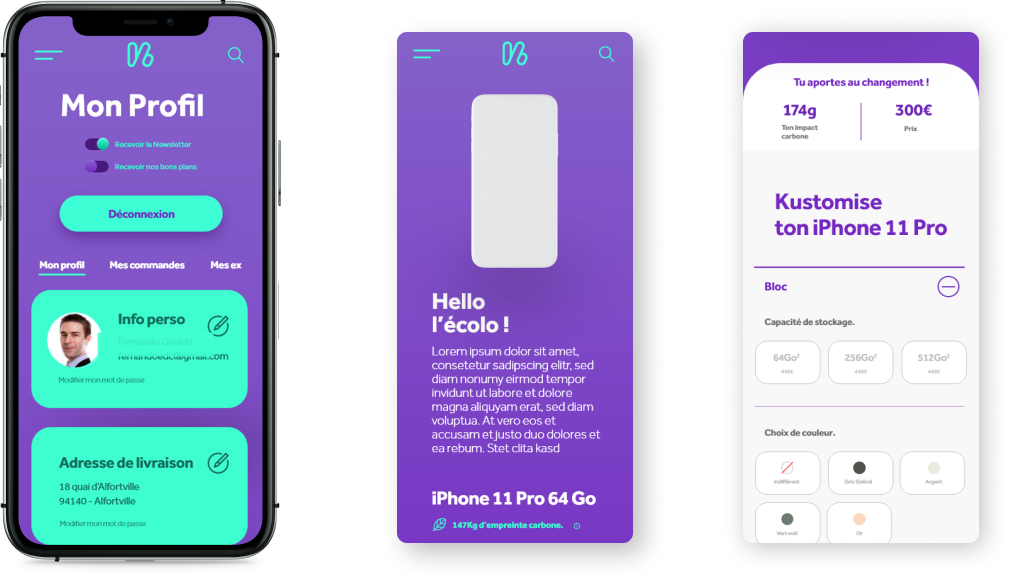 Mon Profil
Recevoir la Newsletter
Recevoir nos bons plans
Déconnexion
Mon profil
Mes commandes
Mes ex
Info perso
Fernando Giraldo
Modifier mon mot de passe
Adresse de livraison
18 quai d'Alfortville
94140 - Alfortville
Modifier mon mot de passe
Hello
l'écolo !
Lorem ipsum dolor sit amet,
consetetur sadipscing elitr, sed
diam nonumy eirmod tempor
invidunt ut labore et dolore
magna aliquyam erat, sed diam
voluptua. At vero eos et
accusam et justo duo dolores et
ea rebum. Stet clita kasd
iPhone 11 Pro 64 Go
147Kg d'empreinte carbone.
Tu aportes au changement !
174g
Ton impact
carbone
300€
Prix
Kustomise
ton iPhone 11 Pro
Bloc
Capacité de stockage.
64Go²
448€
256Go²
448€
512Go²
448€
Choix de couleur.
Indifférent
Gris Sidéral
Argent
Vert nuit
Or